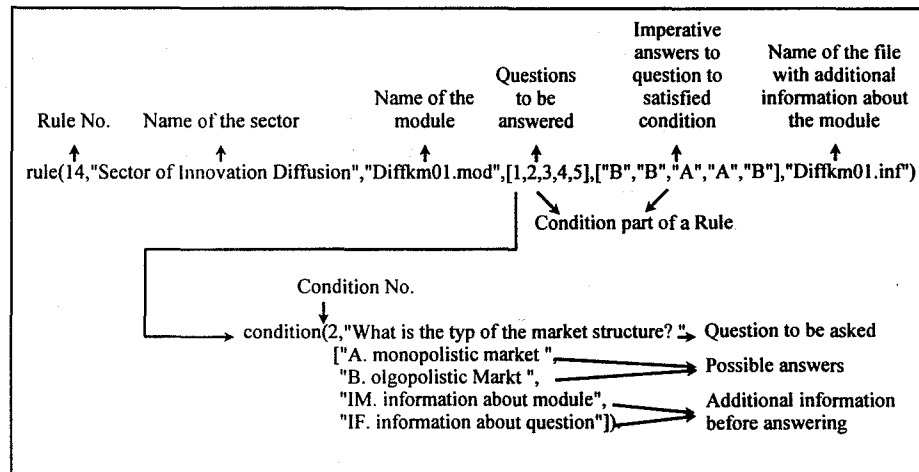 Rule No.
Name of the sector
Name of the module
Questions to be answered
Imperative answers to question to satisfied condition
Name of the file with additional information about the module
rule(14,"Sector of Innovation Diffusion","Diffkm01.mod",[1,2,3,4,5],["B","B","A","A","B"],"Diffkm01.inf")
Condition part of a Rule
Condition No.
condition(2,"What is the typ of the market structure? ",
Question to be asked
["A. monopolistic market ",
"B. olgopolistic Markt ",
Possible answers
"IM. information about module",
"IF. information about question"])
Additional information before answering